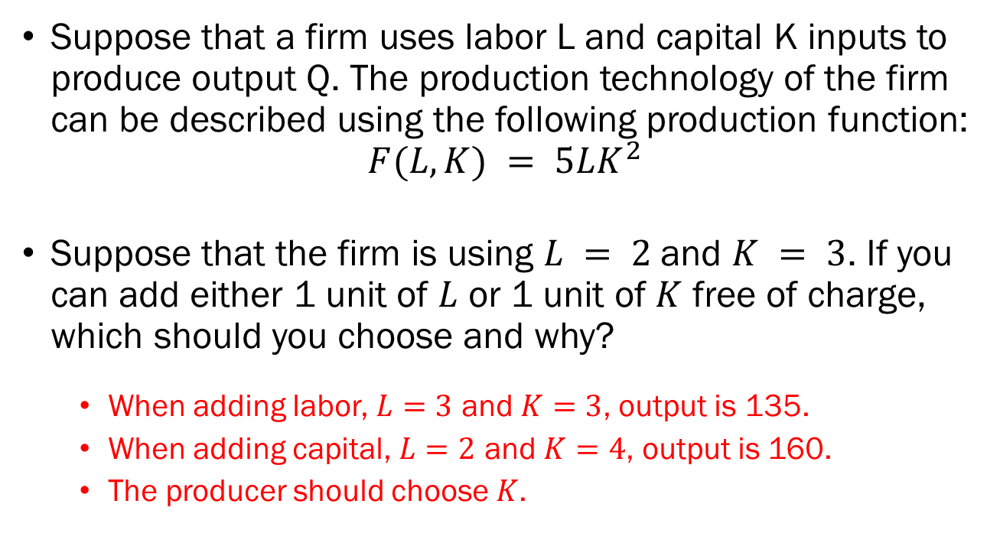 • Suppose that a firm uses labor L and capital K inputs to
produce output Q. The production technology of the firm
can be described using the following production function:
F(L, K) = 5LK²
• Suppose that the firm is using L = 2 and K = 3. If you
can add either 1 unit of L or 1 unit of K free of charge,
which should you choose and why?
• When adding labor, L = 3 and K = 3, output is 135.
• When adding capital, L = 2 and K = 4, output is 160.
• The producer should choose K.